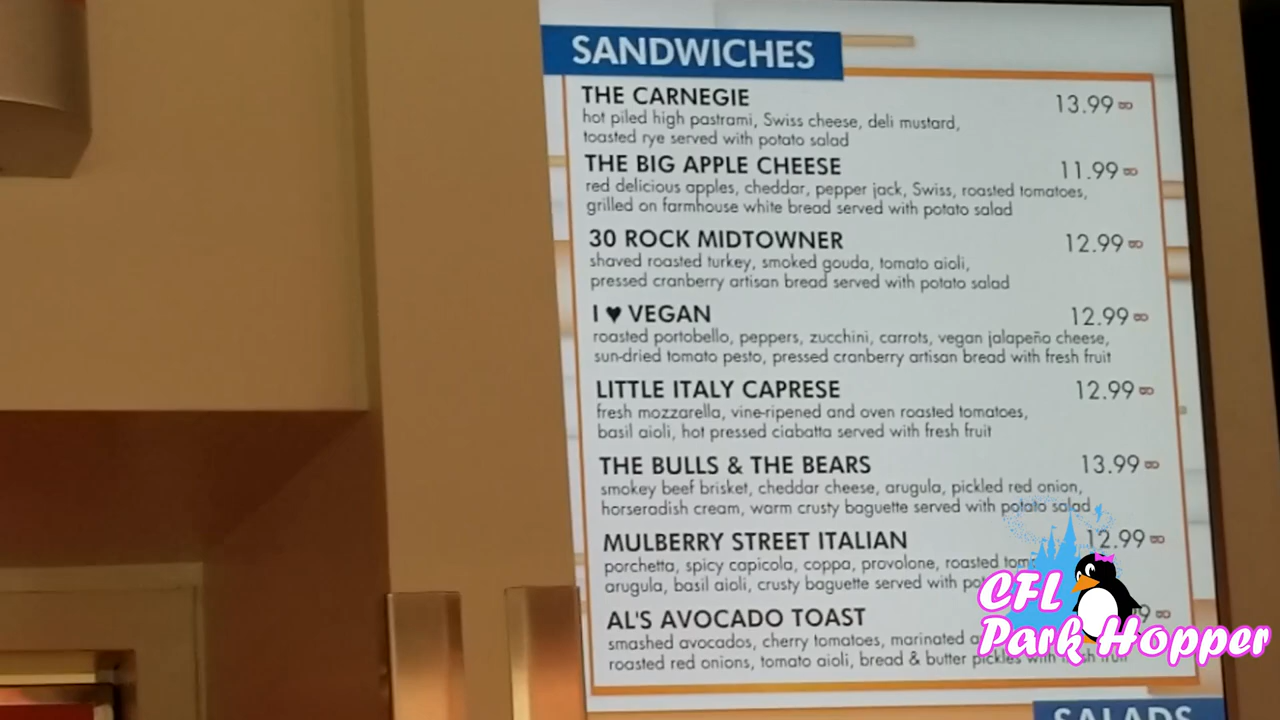 SANDWICHES
THE CARNEGIE 13.99
hot piled high pastrami, Swiss cheese, deli mustard,
toasted rye served with potato salad
THE BIG APPLE CHEESE 11.99
red delicious apples, cheddar, pepper jack, Swiss, roasted tomatoes,
grilled on farmhouse white bread served with potato salad
30 ROCK MIDTOWNER 12.99
shaved roasted turkey, smoked gouda, tomato aioli,
pressed cranberry artisan bread served with potato salad
I ♥ VEGAN 12.99
roasted portobello, peppers, zucchini, carrots, vegan jalapeño cheese,
sun-dried tomato pesto, pressed cranberry artisan bread with fresh fruit
LITTLE ITALY CAPRESE 12.99
fresh mozzarella, vine-ripened and oven roasted tomatoes,
basil aioli, hot pressed ciabatta served with fresh fruit
THE BULLS & THE BEARS 13.99
smokey beef brisket, cheddar cheese, arugula, pickled red onion,
horseradish cream, warm crusty baguette served with potato salad
MULBERRY STREET ITALIAN 12.99
porchetta, spicy capicola, coppa, provolone, roasted
arugula, basil aioli, crusty baguette served with
AL'S AVOCADO TOAST
smashed avocados, cherry tomatoes, marinated
roasted red onions, tomato aioli, bread & butter pickles with fresh fruit
SALADS
CFL
Park Hopper